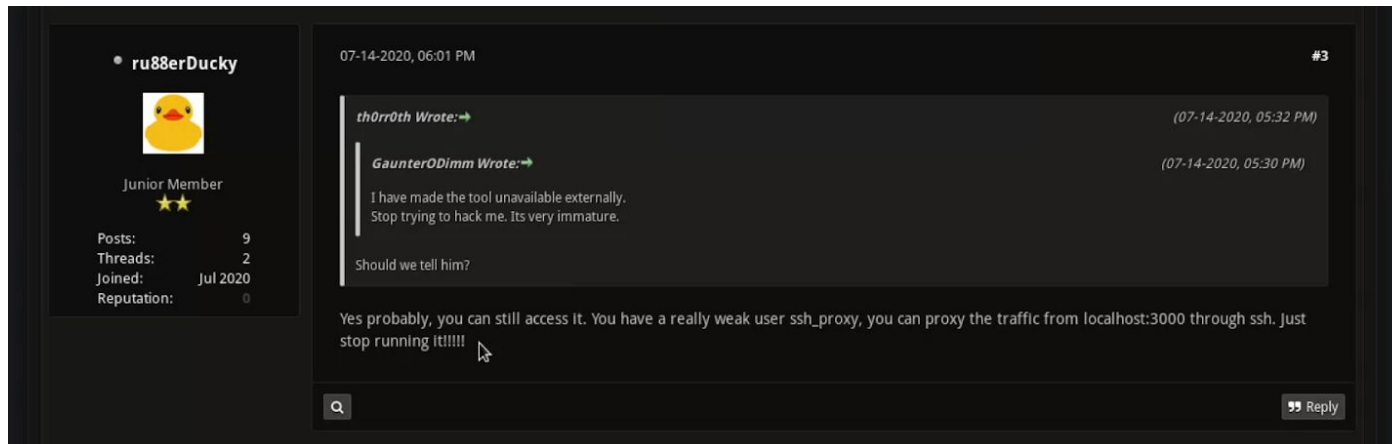 ru88erDucky
Junior Member
Posts: 9
Threads: 2
Joined: Jul 2020
Reputation: 0
07-14-2020, 06:01 PM #3
th0rr0th Wrote: (07-14-2020, 05:32 PM)
GaunterODimm Wrote: (07-14-2020, 05:30 PM)
I have made the tool unavailable externally.
Stop trying to hack me. Its very immature.
Should we tell him?
Yes probably, you can still access it. You have a really weak user ssh_proxy, you can proxy the traffic from localhost:3000 through ssh. Just
stop running it!!!!!
Reply